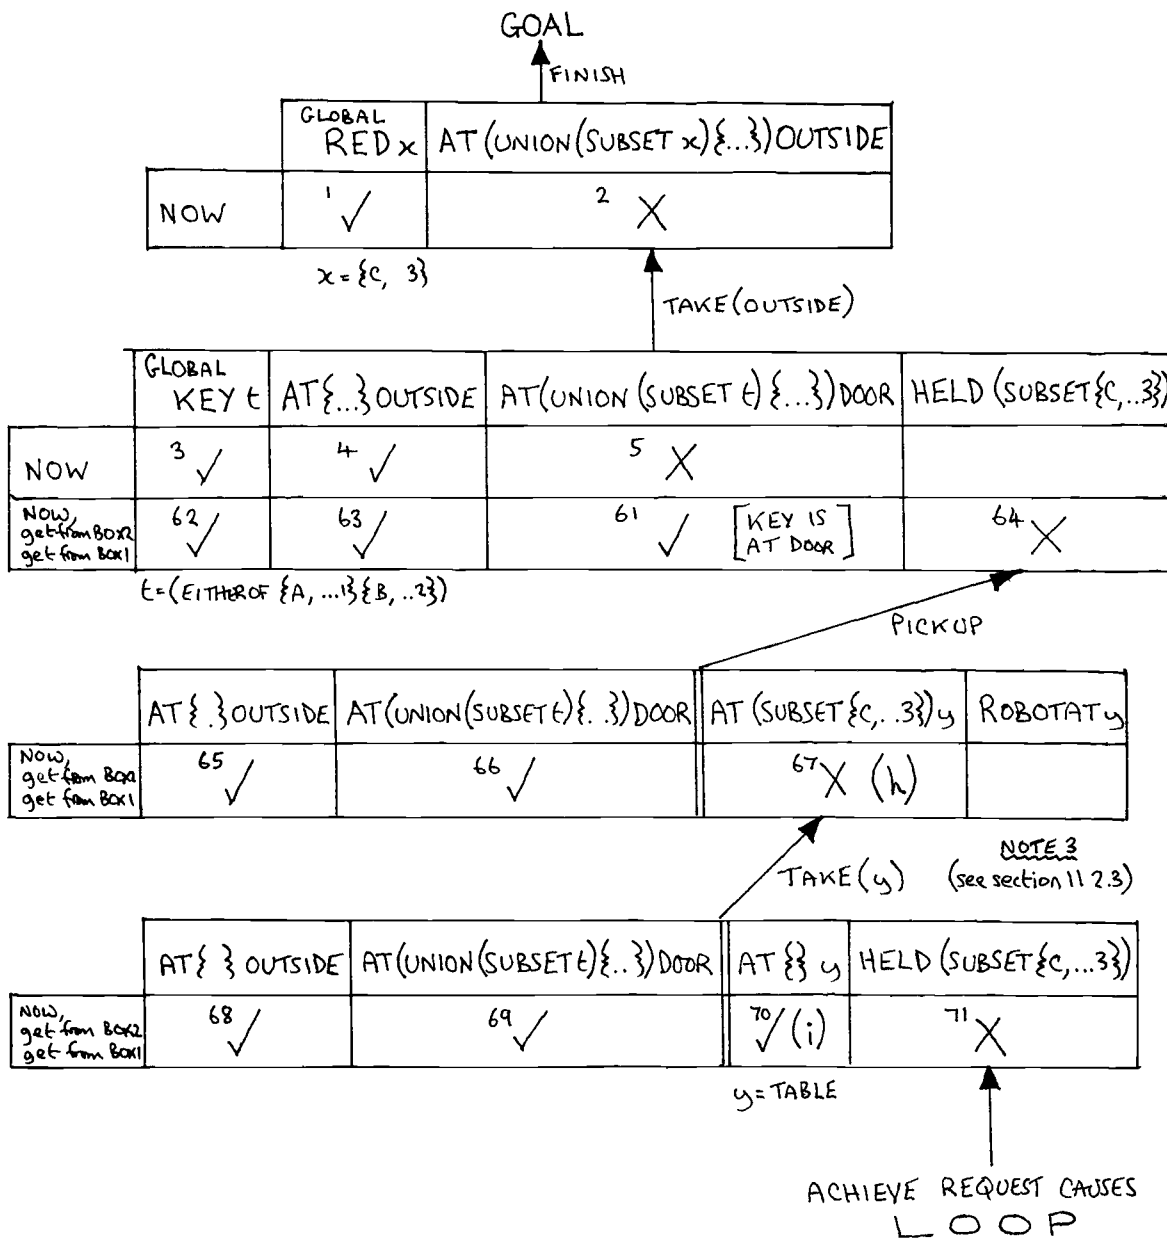 GOAL
FINISH
GLOBAL
RED x AT (UNION (SUBSET x) {...}) OUTSIDE
NOW 1 ✓ 2 X
x = {C, 3}
TAKE (OUTSIDE)
GLOBAL
KEY t AT {...} OUTSIDE AT (UNION (SUBSET t) {...}) DOOR HELD (SUBSET {C,..3})
NOW 3 ✓ 4 ✓ 5 X
NOW, 62 ✓ 63 ✓ 61 ✓ [KEY IS 64 X
get from BOX2 AT DOOR]
get from BOX1
t = (EITHEROF {A, ...1} {B, ..2})
PICKUP
AT { .} OUTSIDE AT (UNION (SUBSET t) {. .}) DOOR AT (SUBSET {C,. .3}) y ROBOTAT y
NOW, 65 ✓ 66 ✓ 67 X (h)
get from BOX2
get from BOX1
NOTE 3
TAKE (y) (see section 11 2.3)
AT { } OUTSIDE AT (UNION (SUBSET t) {..}) DOOR AT {} y HELD (SUBSET {C,...3})
NOW, 68 ✓ 69 ✓ 70 ✓ (i) 71 X
get from BOX2
get from BOX1
y = TABLE
ACHIEVE REQUEST CAUSES
LOOP